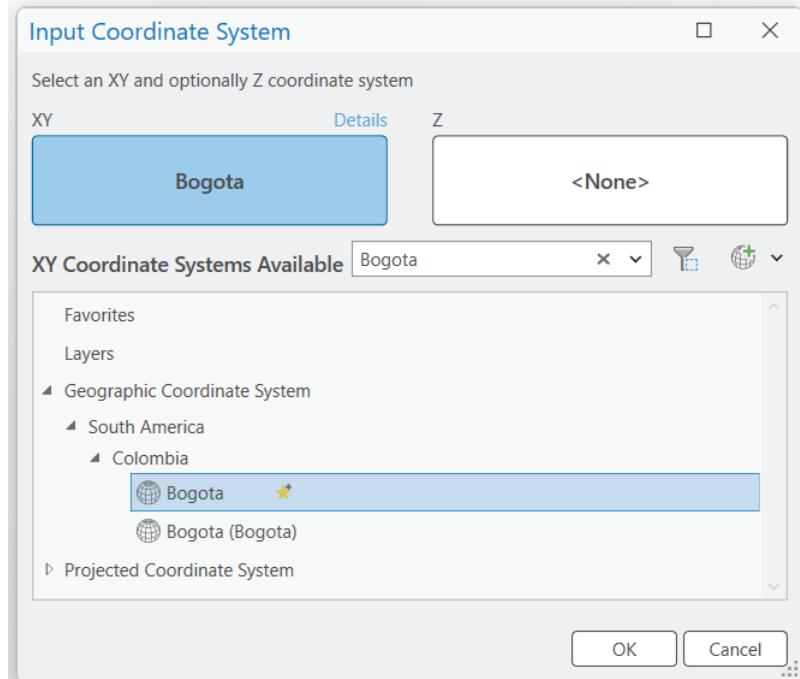 Input Coordinate System
Select an XY and optionally Z coordinate system
XY Details Z
Bogota <None>
XY Coordinate Systems Available Bogota
Favorites
Layers
Geographic Coordinate System
South America
Colombia
Bogota
Bogota (Bogota)
Projected Coordinate System
OK Cancel